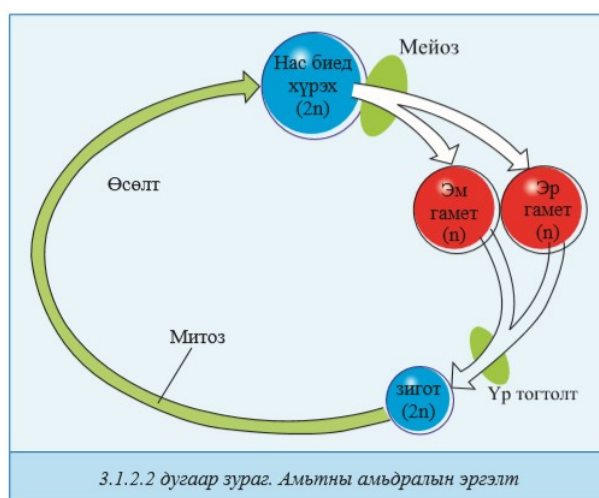 Мейоз
Нас биед
хүрэх
(2n)
Өсөлт
Эм
гамет
(n)
Эр
гамет
(n)
Митоз
зигот
(2n)
Үр тогтолт
3.1.2.2 дугаар зураг. Амьтны амьдралын эргэлт